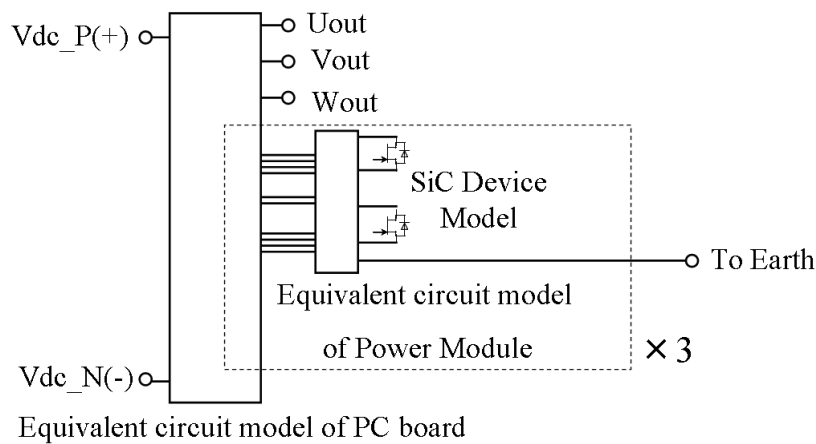 Vdc_P(+)
Uout
Vout
Wout
SiC Device
Model
To Earth
Equivalent circuit model
of Power Module
×3
Vdc_N(-)
Equivalent circuit model of PC board